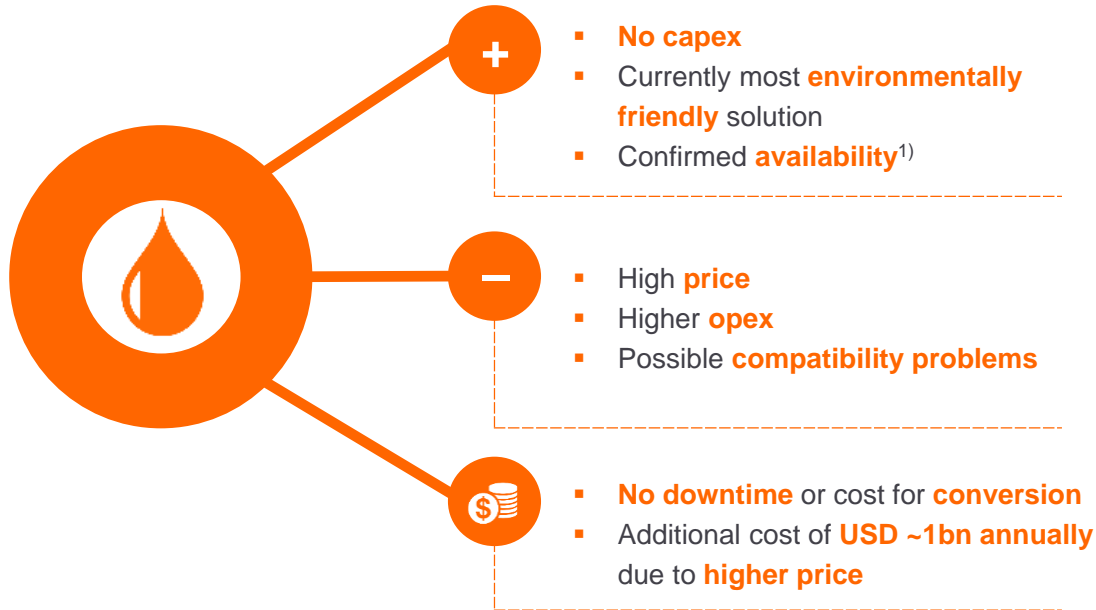 +
▪ No capex
▪ Currently most environmentally
friendly solution
▪ Confirmed availability1)
−
▪ High price
▪ Higher opex
▪ Possible compatibility problems
$
▪ No downtime or cost for conversion
▪ Additional cost of USD ~1bn annually
due to higher price